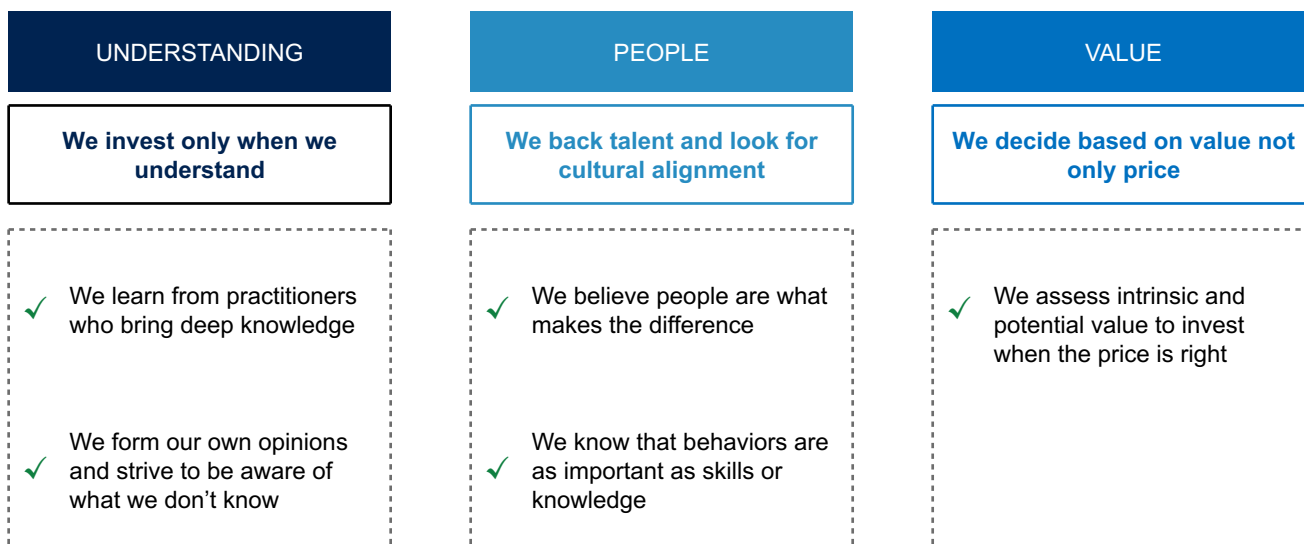 UNDERSTANDING
We invest only when we
understand
We learn from practitioners
who bring deep knowledge
We form our own opinions
and strive to be aware of
what we don’t know
PEOPLE
We back talent and look for
cultural alignment
We believe people are what
makes the difference
We know that behaviors are
as important as skills or
knowledge
VALUE
We decide based on value not
only price
We assess intrinsic and
potential value to invest
when the price is right